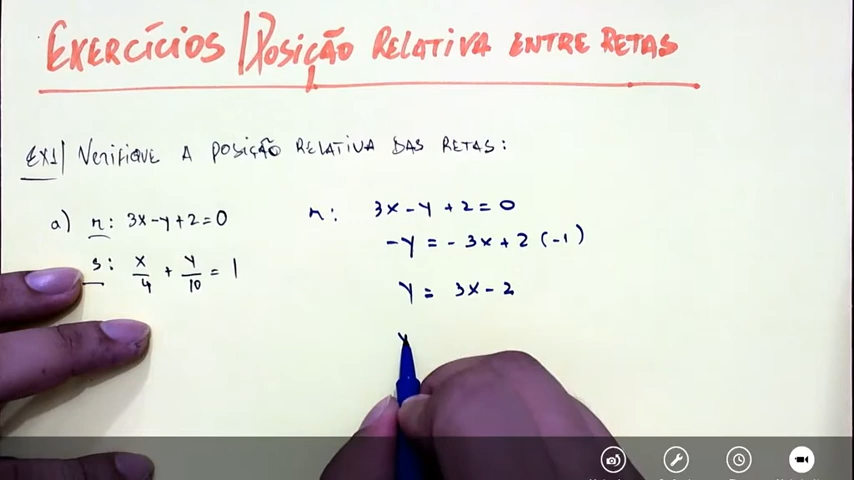 EXERCÍCIOS | POSIÇÃO RELATIVA ENTRE RETAS
EX1| VERIFIQUE A POSIÇÃO RELATIVA DAS RETAS:
a) r: 3x-y+2=0
s: x/4 + y/10 = 1
r: 3x-y+2=0
-y = -3x+2 (-1)
y = 3x-2